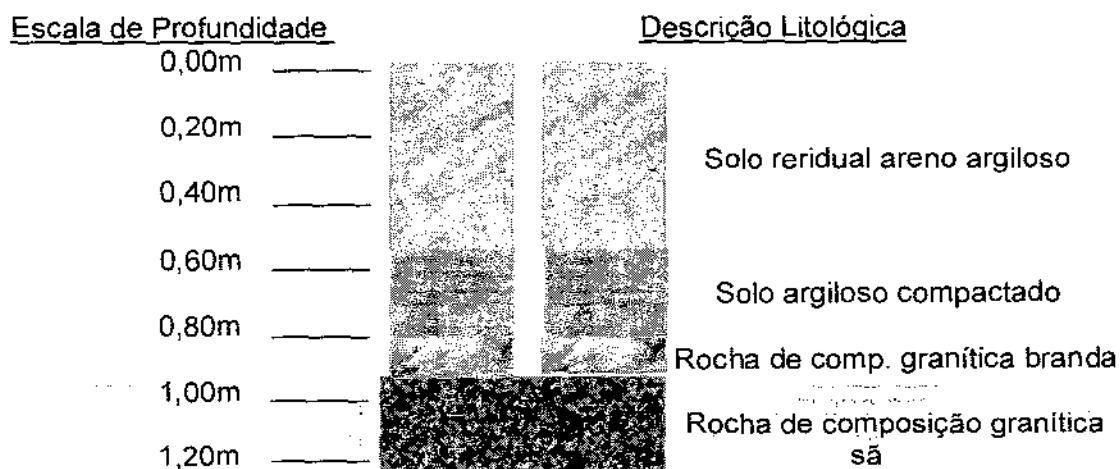 Escala de Profundidade
Descrição Litológica
0,00m
0,20m
Solo reridual areno argiloso
0,40m
0,60m
Solo argiloso compactado
0,80m
Rocha de comp. granítica branda
1,00m
Rocha de composição granítica
sã
1,20m